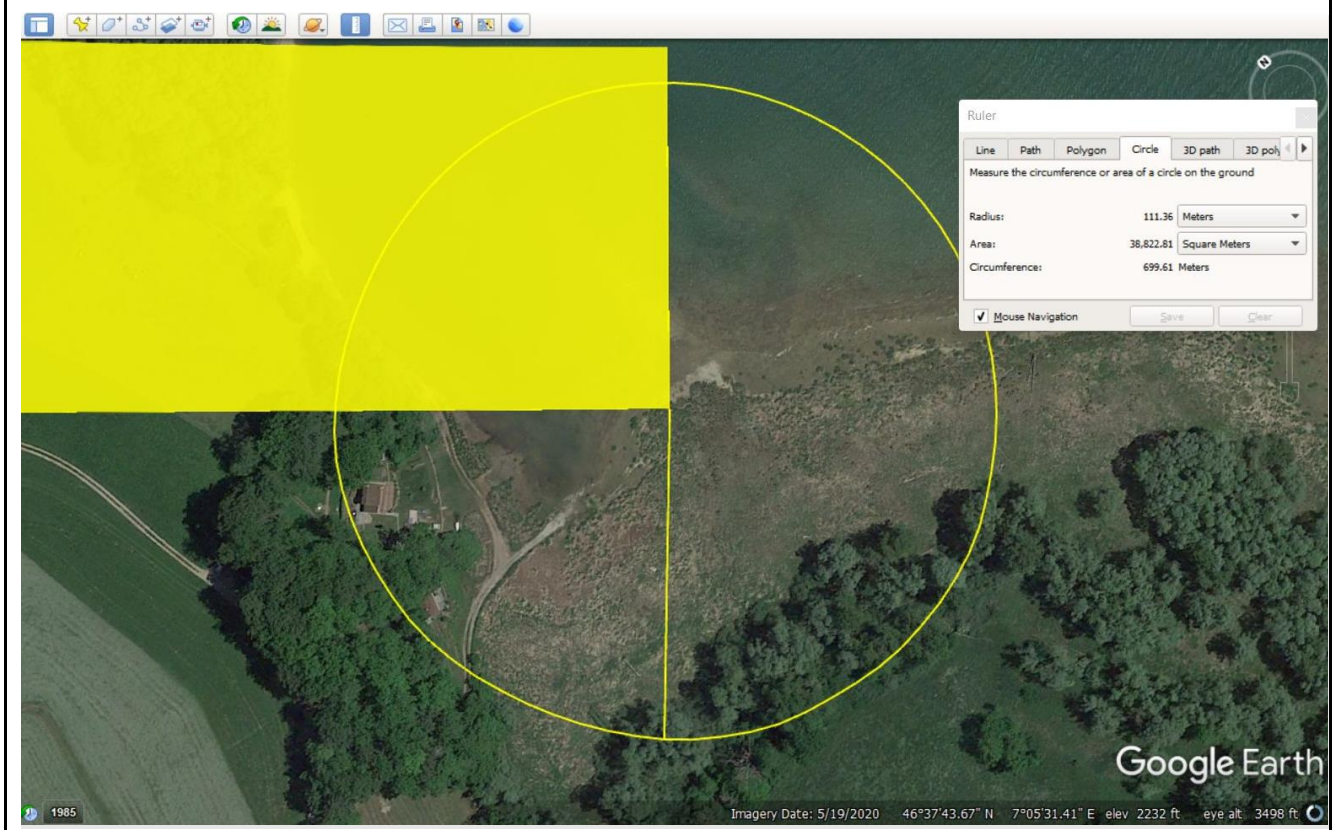 Ruler
Line Path Polygon Circle 3D path 3D poly
Measure the circumference or area of a circle on the ground
Radius: 111.36 Meters
Area: 38,822.81 Square Meters
Circumference: 699.61 Meters
Mouse Navigation Save Clear
Google Earth
1985 Imagery Date: 5/19/2020 46°37'43.67" N 7°05'31.41" E elev 2232 ft eye alt 3498 ft